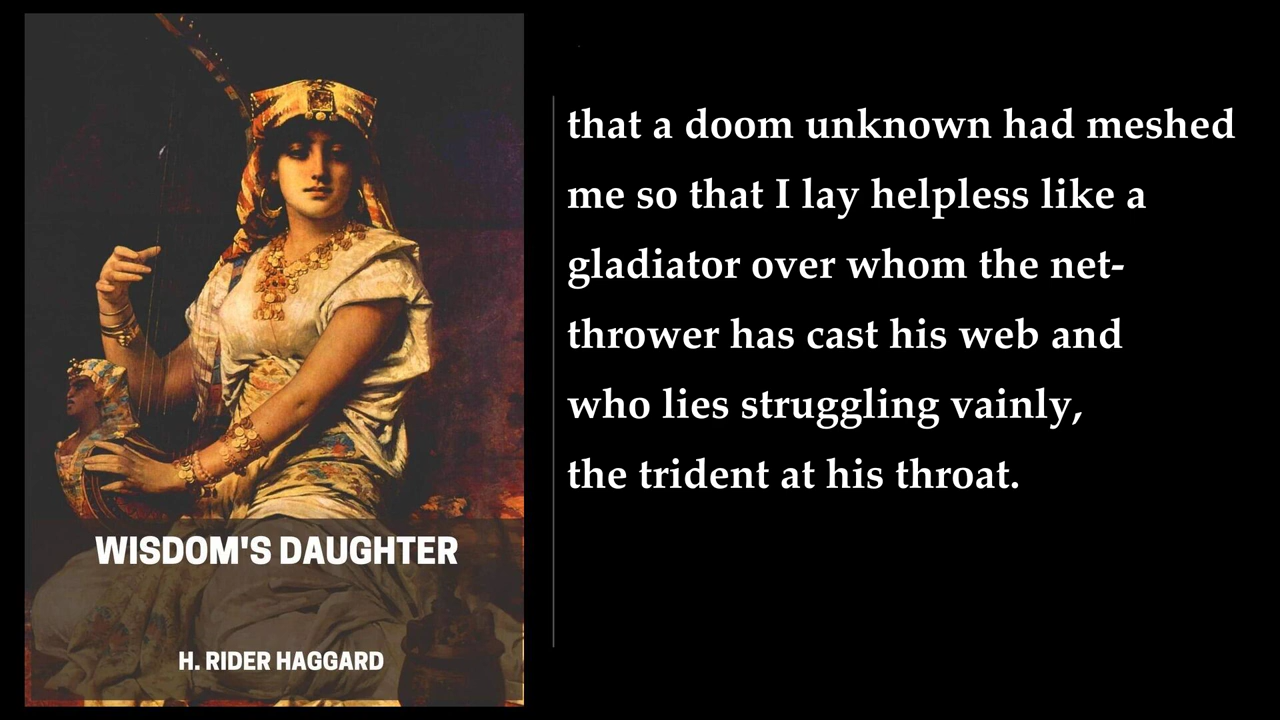 WISDOM'S DAUGHTER
H. RIDER HAGGARD
that a doom unknown had meshed
me so that I lay helpless like a
gladiator over whom the net-
thrower has cast his web and
who lies struggling vainly,
the trident at his throat.